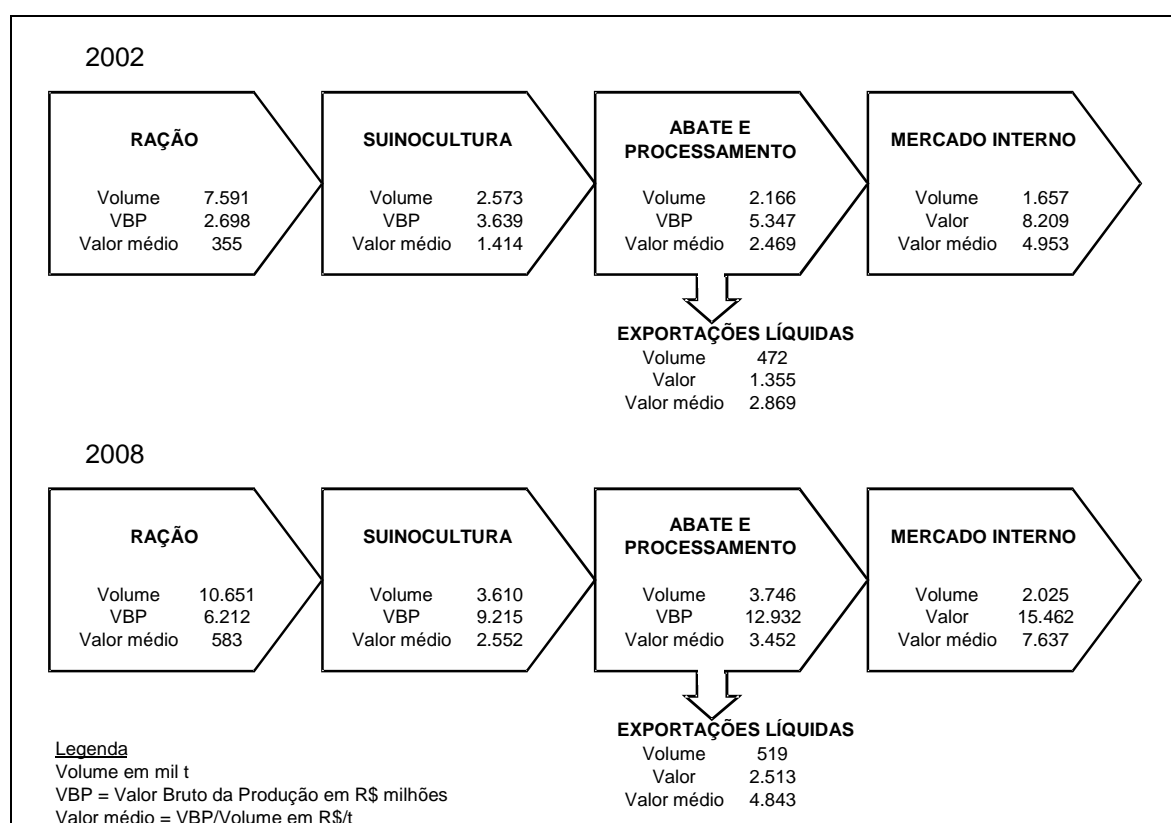 2002
RAÇÃO
Volume 7.591
VBP 2.698
Valor médio 355
SUINOCULTURA
Volume 2.573
VBP 3.639
Valor médio 1.414
ABATE E
PROCESSAMENTO
Volume 2.166
VBP 5.347
Valor médio 2.469
MERCADO INTERNO
Volume 1.657
Valor 8.209
Valor médio 4.953
EXPORTAÇÕES LÍQUIDAS
Volume 472
Valor 1.355
Valor médio 2.869
2008
RAÇÃO
Volume 10.651
VBP 6.212
Valor médio 583
SUINOCULTURA
Volume 3.610
VBP 9.215
Valor médio 2.552
ABATE E
PROCESSAMENTO
Volume 3.746
VBP 12.932
Valor médio 3.452
MERCADO INTERNO
Volume 2.025
Valor 15.462
Valor médio 7.637
EXPORTAÇÕES LÍQUIDAS
Volume 519
Valor 2.513
Valor médio 4.843
Legenda
Volume em mil t
VBP = Valor Bruto da Produção em R$ milhões
Valor médio = VBP/Volume em R$/t